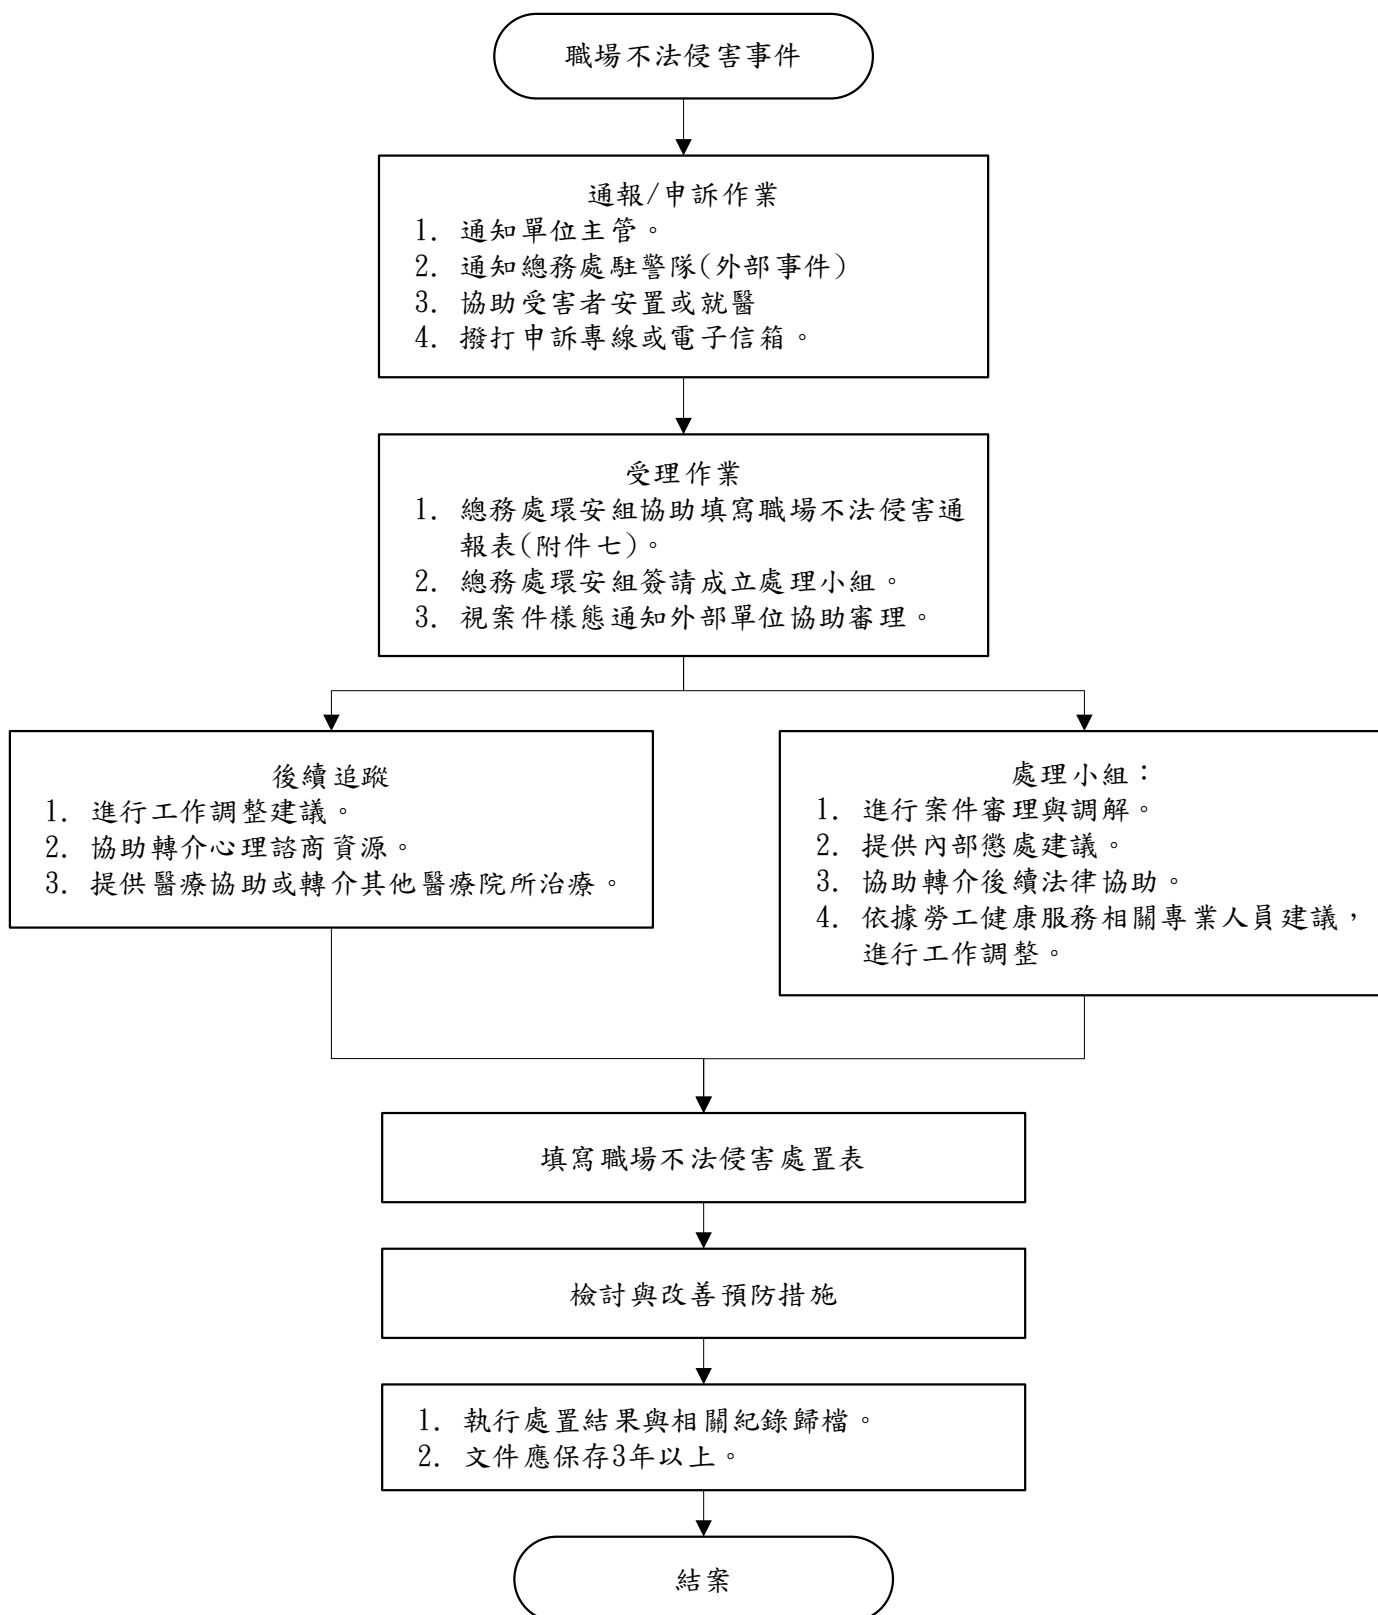 職場不法侵害事件
通報/申訴作業
1. 通知單位主管。
2. 通知總務處駐警隊(外部事件)
3. 協助受害者安置或就醫
4. 撥打申訴專線或電子信箱。
受理作業
1. 總務處環安組協助填寫職場不法侵害通
報表(附件七)。
2. 總務處環安組簽請成立處理小組。
3. 視案件樣態通知外部單位協助審理。
後續追蹤
1. 進行工作調整建議。
2. 協助轉介心理諮商資源。
3. 提供醫療協助或轉介其他醫療院所治療。
處理小組：
1. 進行案件審理與調解。
2. 提供內部懲處建議。
3. 協助轉介後續法律協助。
4. 依據勞工健康服務相關專業人員建議，
進行工作調整。
填寫職場不法侵害處置表
檢討與改善預防措施
1. 執行處置結果與相關紀錄歸檔。
2. 文件應保存3年以上。
結案